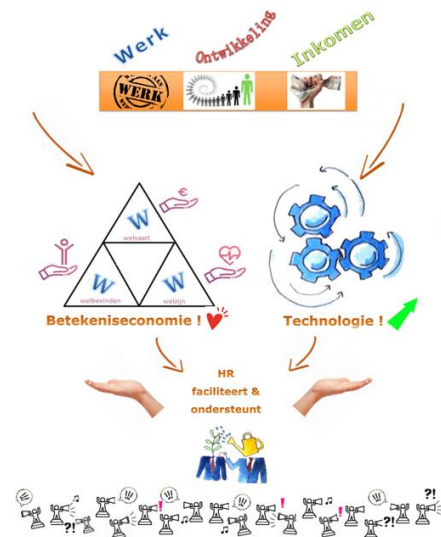 Werk
Ontwikkeling
Inkomen
WERK
€
W
welvaart
W
welbevinden
W
welzijn
Betekeniseconomie !
Technologie !
HR
faciliteert &
ondersteunt
!
!
!
?!
?!
?!